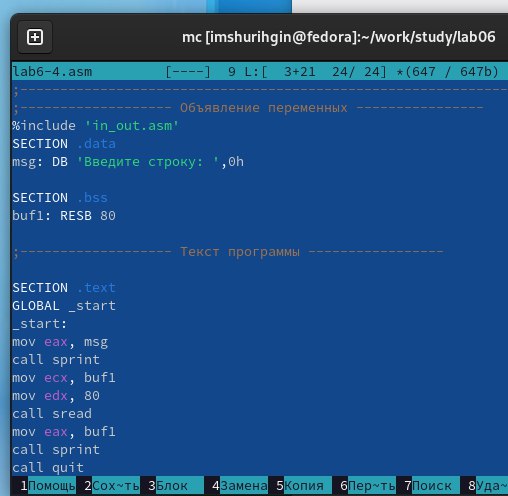 mc [imshurihgin@fedora]:~/work/study/lab06
lab6-4.asm [----] 9 L:[ 3+21 24/ 24] *(647 / 647b)
;------------------------------------------------------------------
;------------------- Объявление переменных ----------------
%include 'in_out.asm'
SECTION .data
msg: DB 'Введите строку: ',0h
SECTION .bss
buf1: RESB 80
;------------------- Текст программы -----------------
SECTION .text
GLOBAL _start
_start:
mov eax, msg
call sprint
mov ecx, buf1
mov edx, 80
call sread
mov eax, buf1
call sprint
call quit
1Помощь 2Сох~ть 3Блок 4Замена 5Копия 6Пер~ть 7Поиск 8Уда~